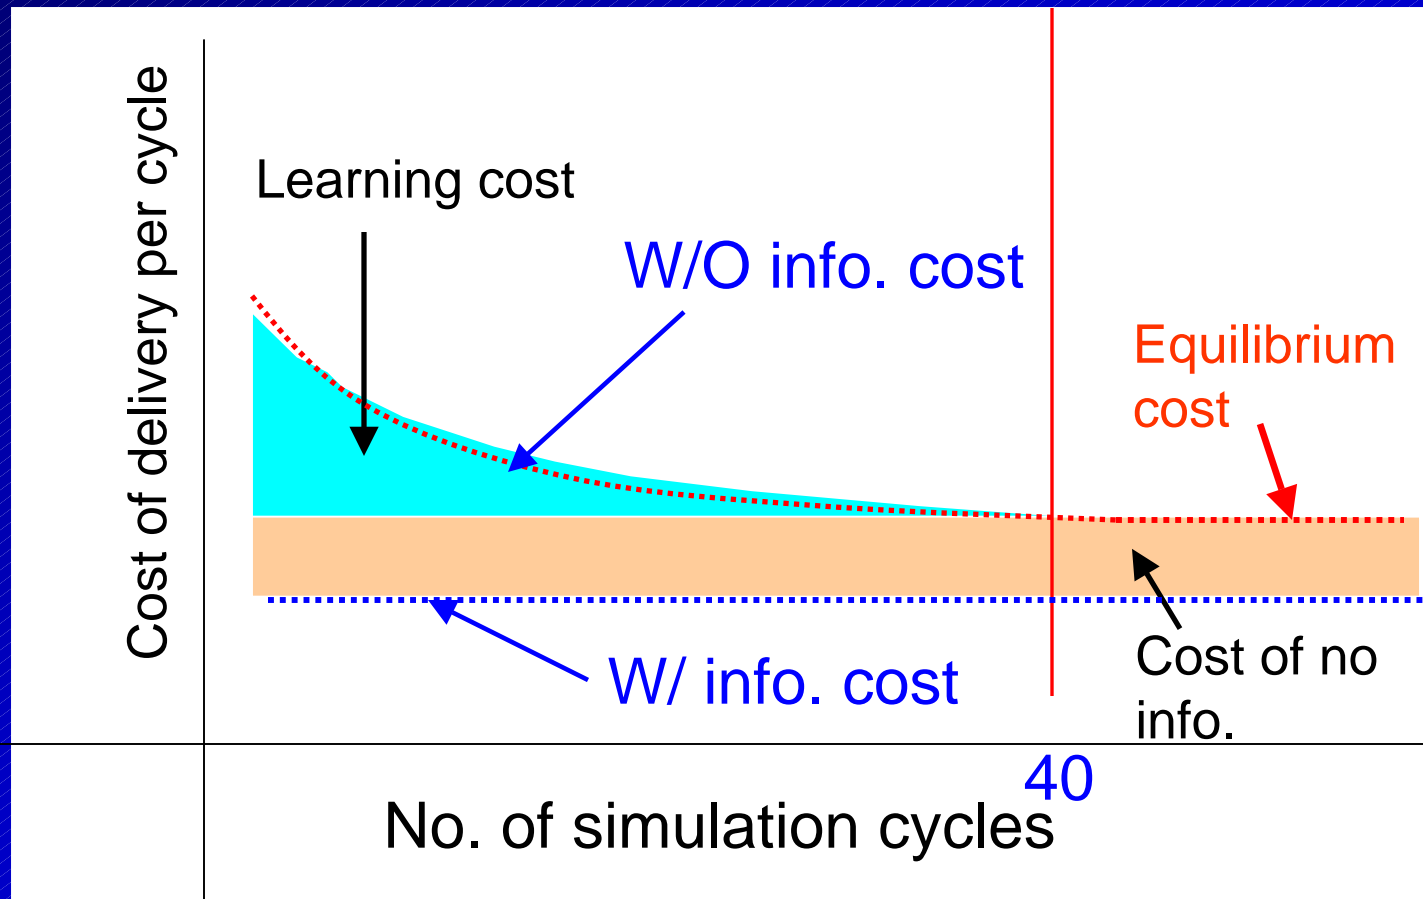 Cost of delivery per cycle
Learning cost
W/O info. cost
Equilibrium
cost
W/ info. cost
Cost of no
info.
40
No. of simulation cycles